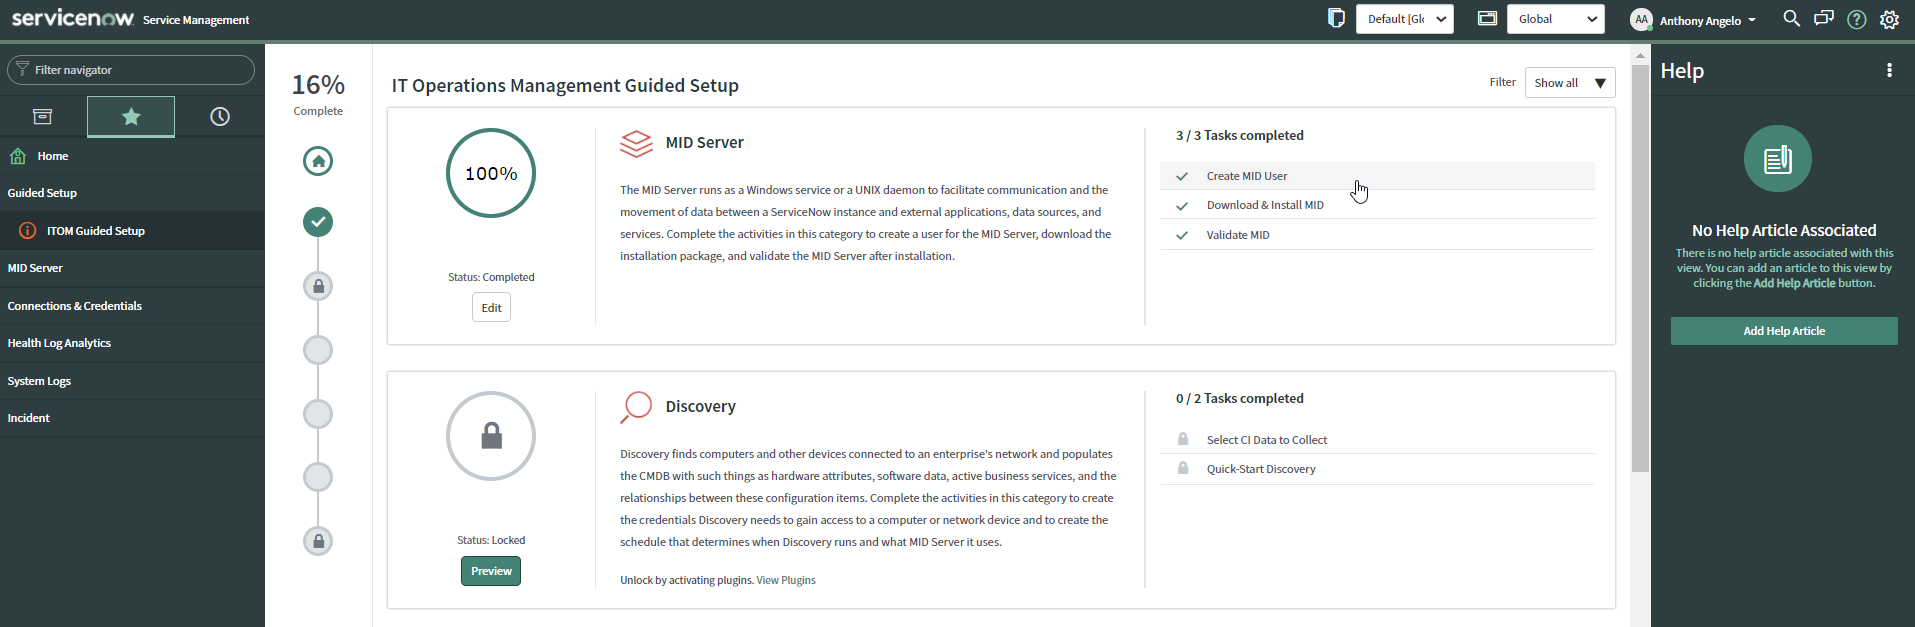 servicenow Service Management
Default [Glo
Global
AA Anthony Angelo
Filter navigator
Home
Guided Setup
ITOM Guided Setup
MID Server
Connections & Credentials
Health Log Analytics
System Logs
Incident
16%
Complete
IT Operations Management Guided Setup
Filter Show all
100%
Status: Completed
Edit
MID Server
The MID Server runs as a Windows service or a UNIX daemon to facilitate communication and the
movement of data between a ServiceNow instance and external applications, data sources, and
services. Complete the activities in this category to create a user for the MID Server, download the
installation package, and validate the MID Server after installation.
3 / 3 Tasks completed
Create MID User
Download & Install MID
Validate MID
Status: Locked
Preview
Discovery
Discovery finds computers and other devices connected to an enterprise's network and populates
the CMDB with such things as hardware attributes, software data, active business services, and the
relationships between these configuration items. Complete the activities in this category to create
the credentials Discovery needs to gain access to a computer or network device and to create the
schedule that determines when Discovery runs and what MID Server it uses.
Unlock by activating plugins. View Plugins
0 / 2 Tasks completed
Select CI Data to Collect
Quick-Start Discovery
Help
No Help Article Associated
There is no help article associated with this
view. You can add an article to this view by
clicking the Add Help Article button.
Add Help Article